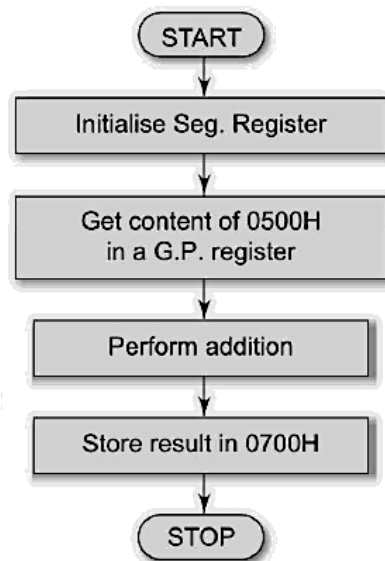 START
Initialise Seg. Register
Get content of 0500H
in a G.P. register
Perform addition
Store result in 0700H
STOP